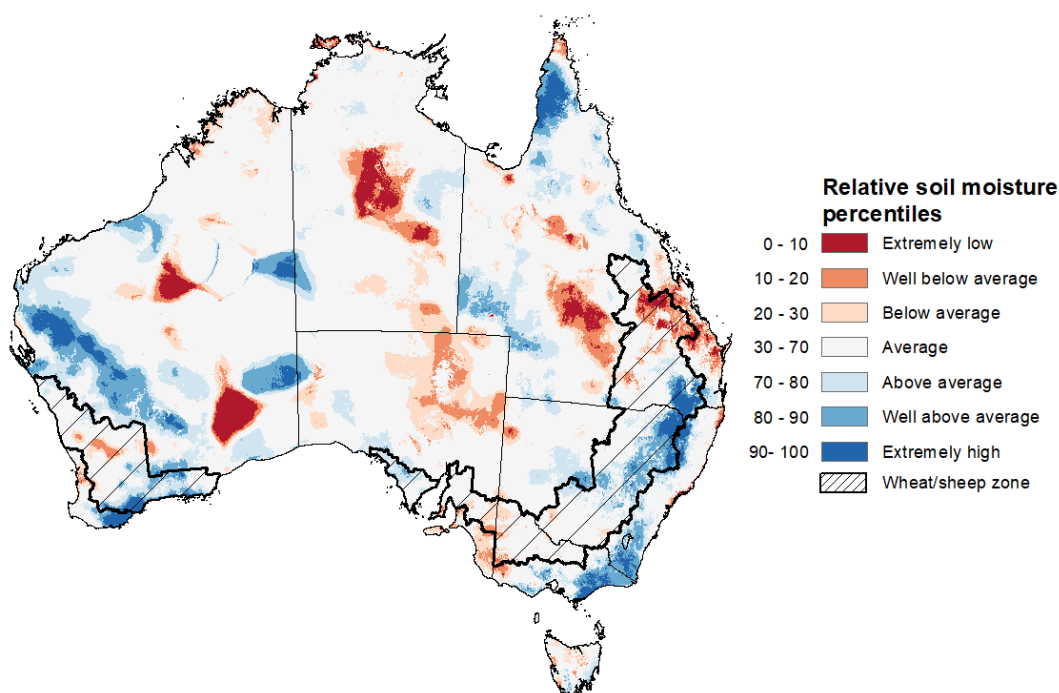 Relative soil moisture
percentiles
0 - 10 Extremely low
10 - 20 Well below average
20 - 30 Below average
30 - 70 Average
70 - 80 Above average
80 - 90 Well above average
90- 100 Extremely high
Wheat/sheep zone